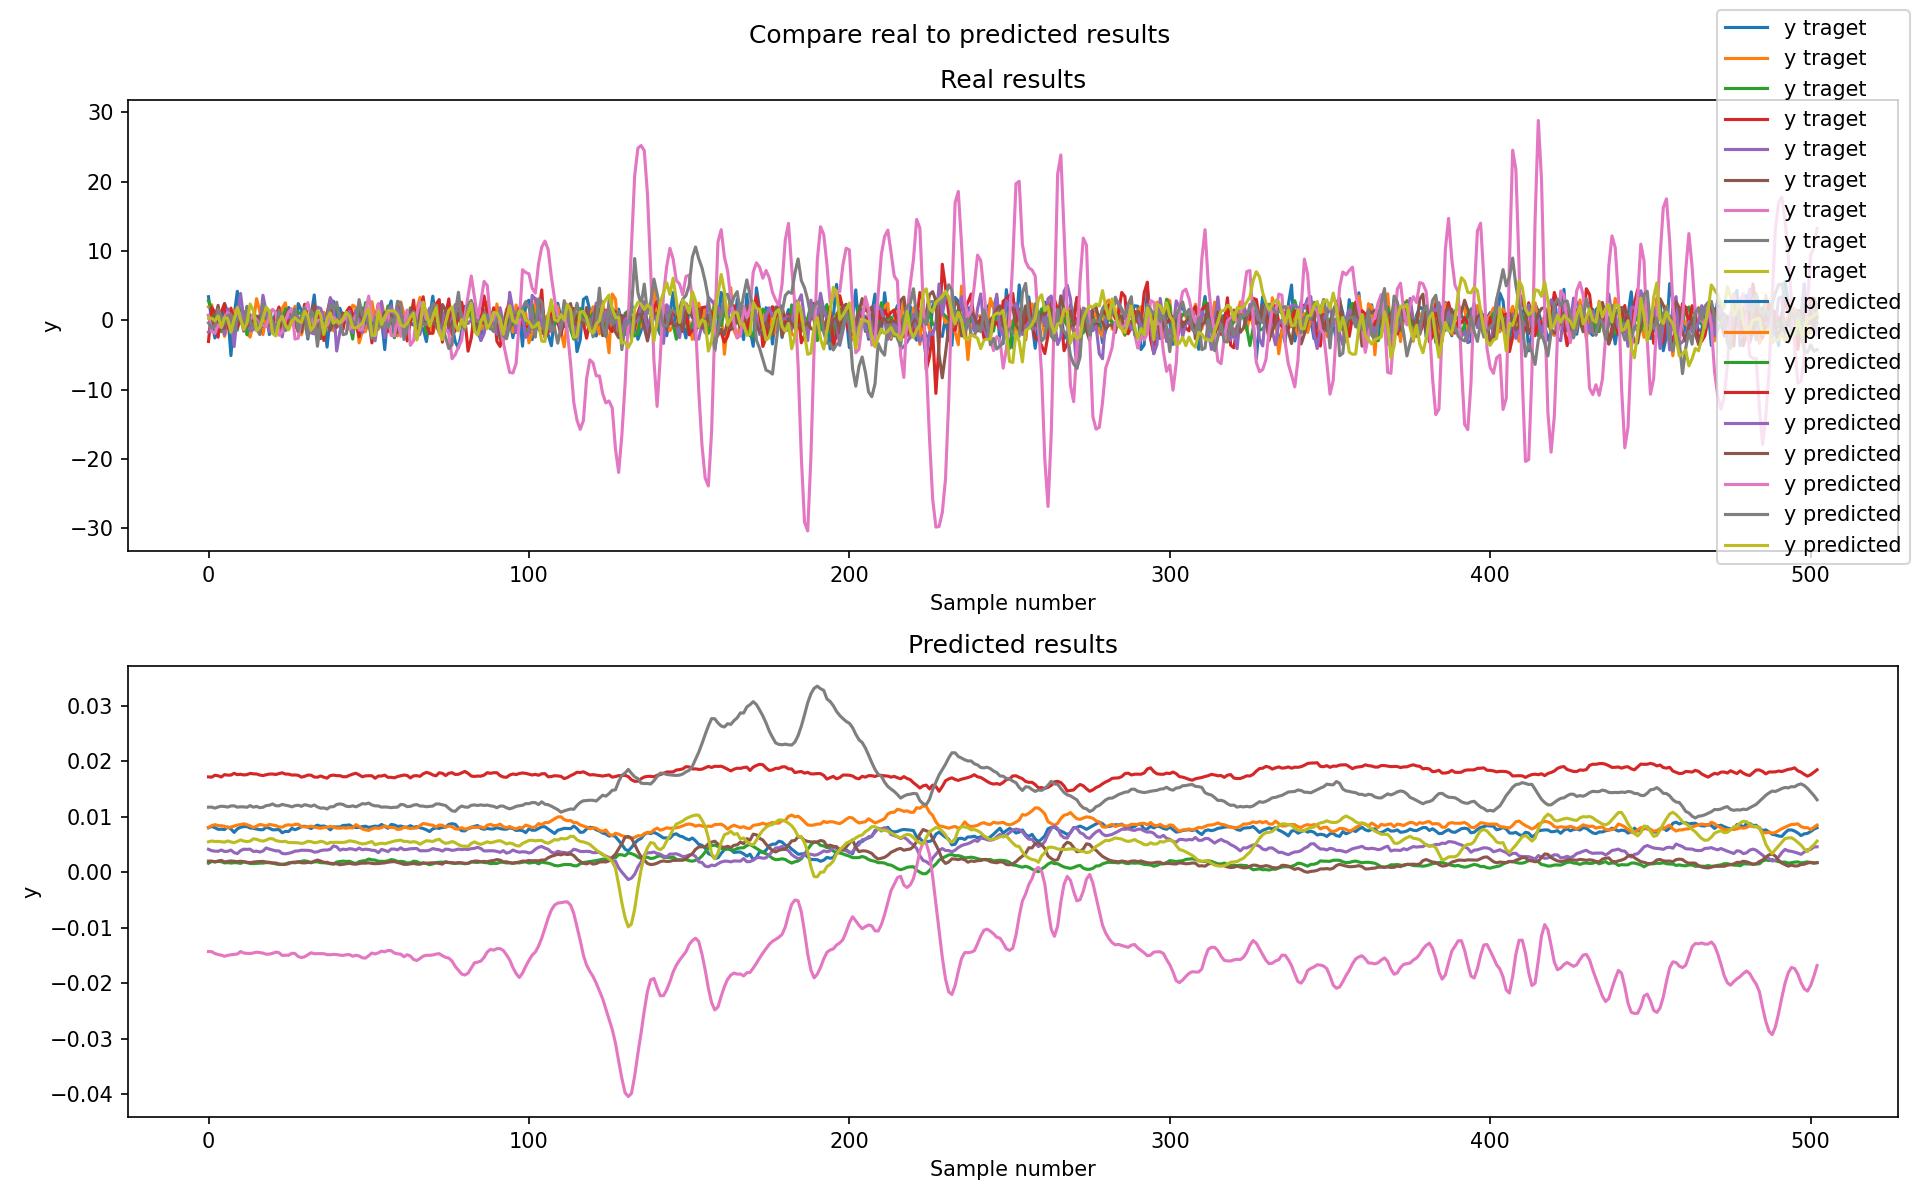 Compare real to predicted results
Real results
30
20
10
0
−10
−20
−30
y
0 100 200 300 400 500
Sample number
y traget
y traget
y traget
y traget
y traget
y traget
y traget
y traget
y traget
y predicted
y predicted
y predicted
y predicted
y predicted
y predicted
y predicted
y predicted
y predicted
Predicted results
0.03
0.02
0.01
0.00
−0.01
−0.02
−0.03
−0.04
y
0 100 200 300 400 500
Sample number